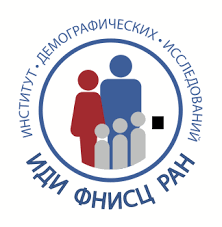 ИНСТИТУТ · ДЕМОГРАФИЧЕСКИХ · ИССЛЕДОВАНИЙ
ИДИ ФНИСЦ РАН